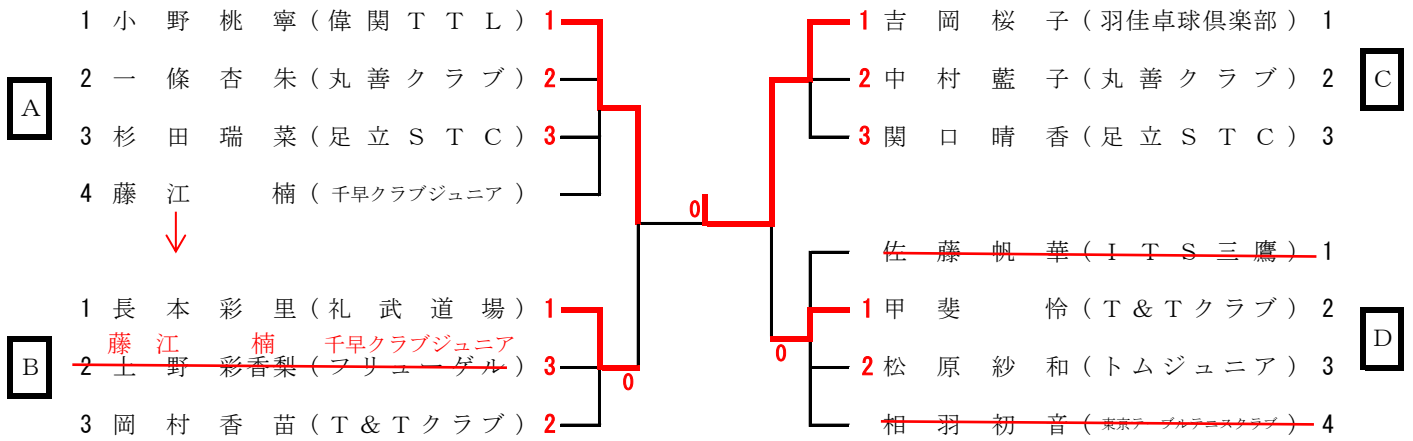 1 小野桃寧(偉関TTL) 1
2 一條杏朱(丸善クラブ) 2
3 杉田瑞菜(足立STC) 3
4 藤江楠(千早クラブジュニア)
A
1 長本彩里(礼武道場) 1
藤江楠 千早クラブジュニア
2 上野彩香梨(フリューゲル) 3
3 岡村香苗(T&Tクラブ) 2
B
0
0
0
1 吉岡桜子(羽佳卓球倶楽部) 1
2 中村藍子(丸善クラブ) 2
3 関口晴香(足立STC) 3
C
佐藤帆華(ITS三鷹) 1
1 甲斐怜(T&Tクラブ) 2
2 松原紗和(トムジュニア) 3
相羽初音(東京テーブルテニスクラブ) 4
D